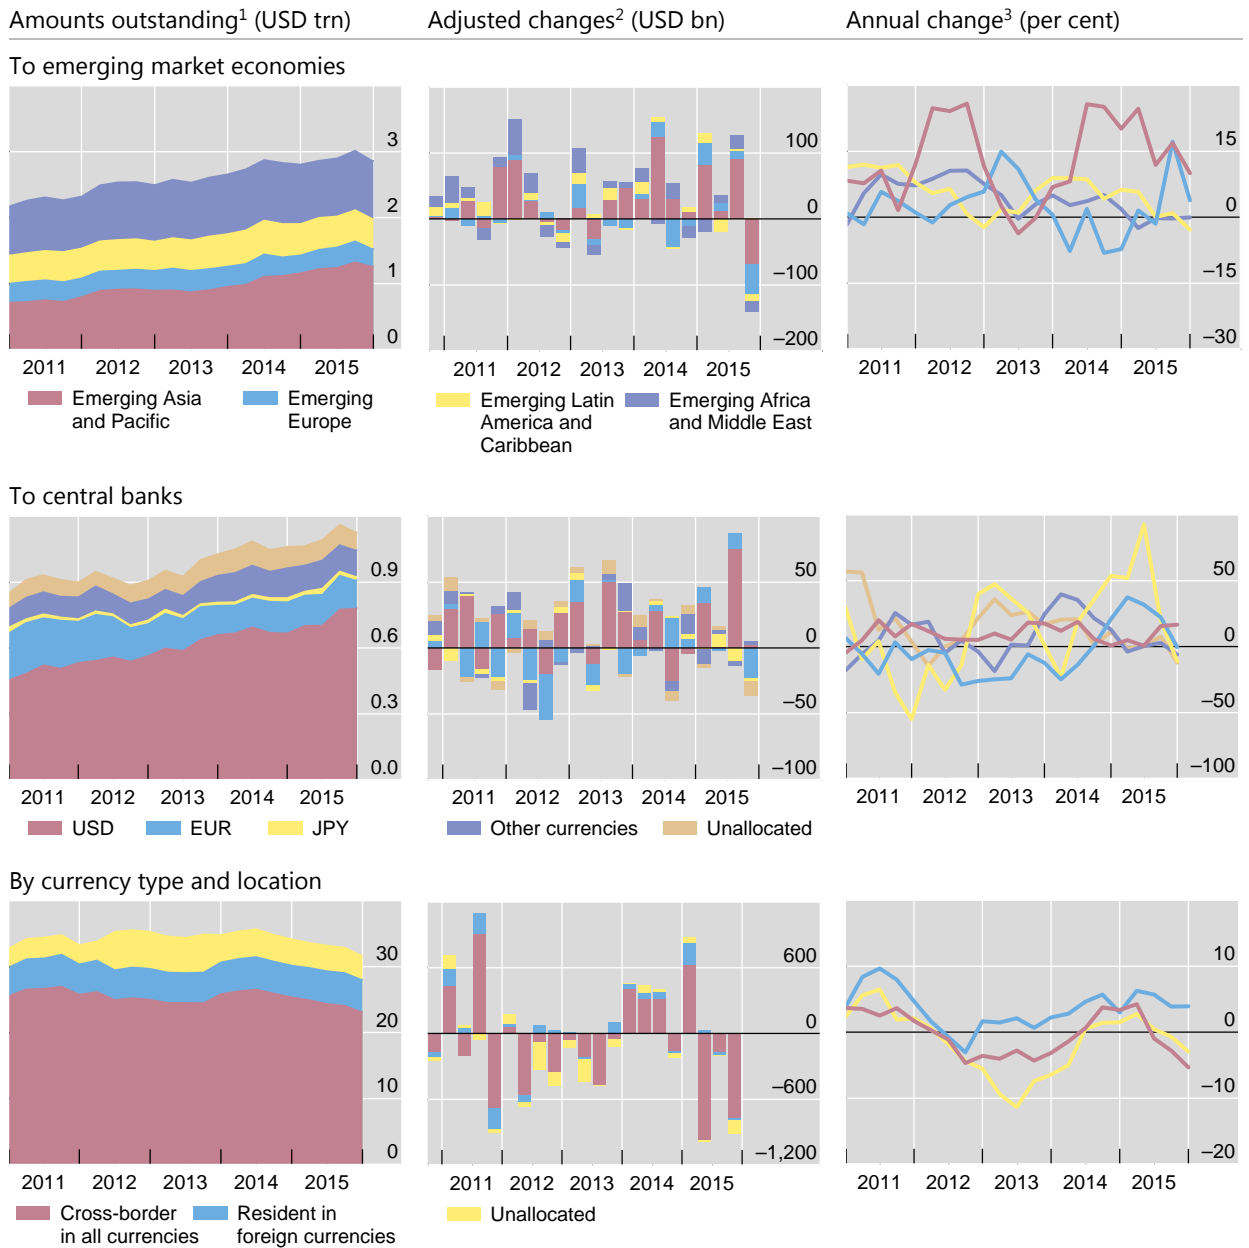 Amounts outstanding¹ (USD trn)
Adjusted changes² (USD bn)
Annual change³ (per cent)
To emerging market economies
3
2
1
0
2011 2012 2013 2014 2015
100
0
–100
–200
2011 2012 2013 2014 2015
15
0
–15
–30
2011 2012 2013 2014 2015
Emerging Asia
and Pacific
Emerging
Europe
Emerging Latin
America and
Caribbean
Emerging Africa
and Middle East
To central banks
0.9
0.6
0.3
0.0
2011 2012 2013 2014 2015
50
0
–50
–100
2011 2012 2013 2014 2015
50
0
–50
–100
2011 2012 2013 2014 2015
USD
EUR
JPY
Other currencies
Unallocated
By currency type and location
30
20
10
0
2011 2012 2013 2014 2015
600
0
–600
–1,200
2011 2012 2013 2014 2015
10
0
–10
–20
2011 2012 2013 2014 2015
Cross-border
in all currencies
Resident in
foreign currencies
Unallocated